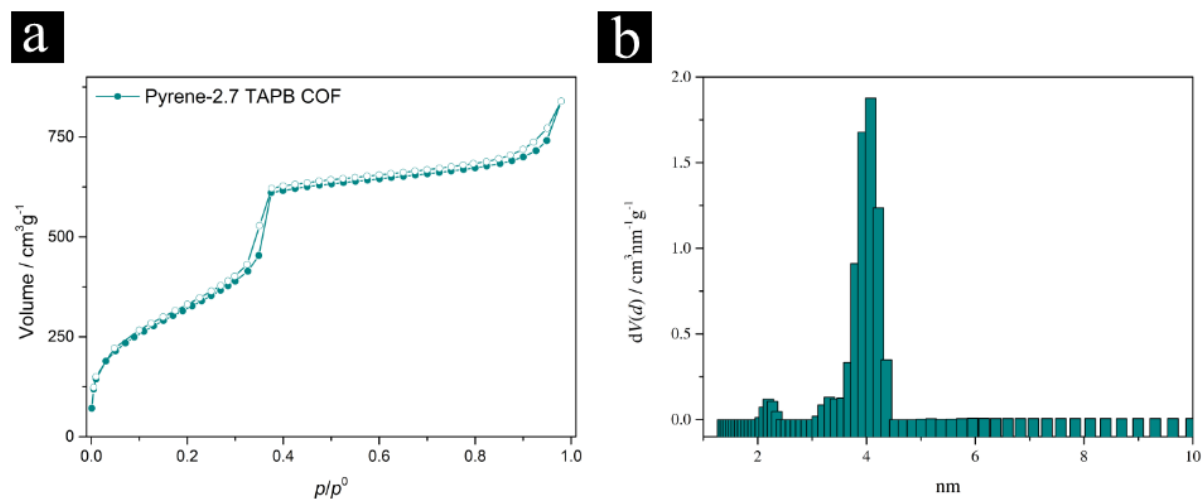 a
Pyrene-2.7 TAPB COF
Volume / cm³g⁻¹
750
500
250
0
0.0 0.2 0.4 0.6 0.8 1.0
p/p⁰
b
dV(d) / cm³nm⁻¹g⁻¹
2.0
1.5
1.0
0.5
0.0
2 4 6 8 10
nm